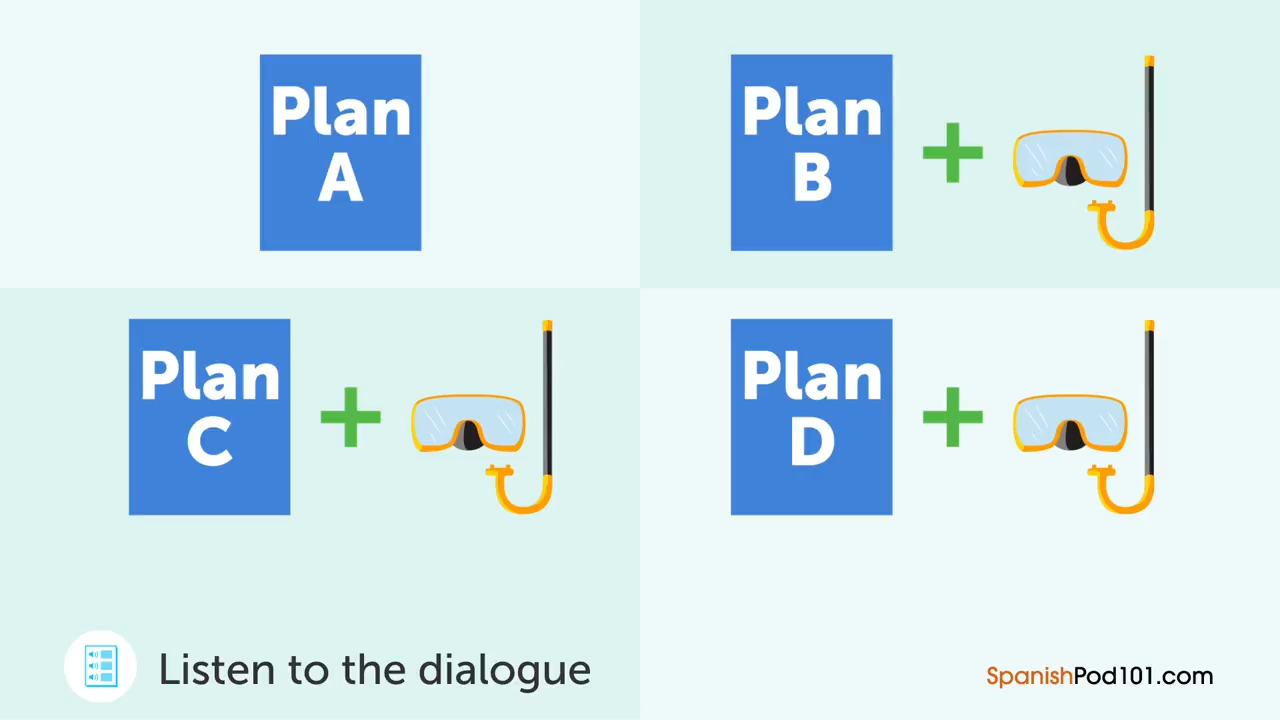 Plan
A
Plan
B
Plan
C
Plan
D
Listen to the dialogue
SpanishPod101.com